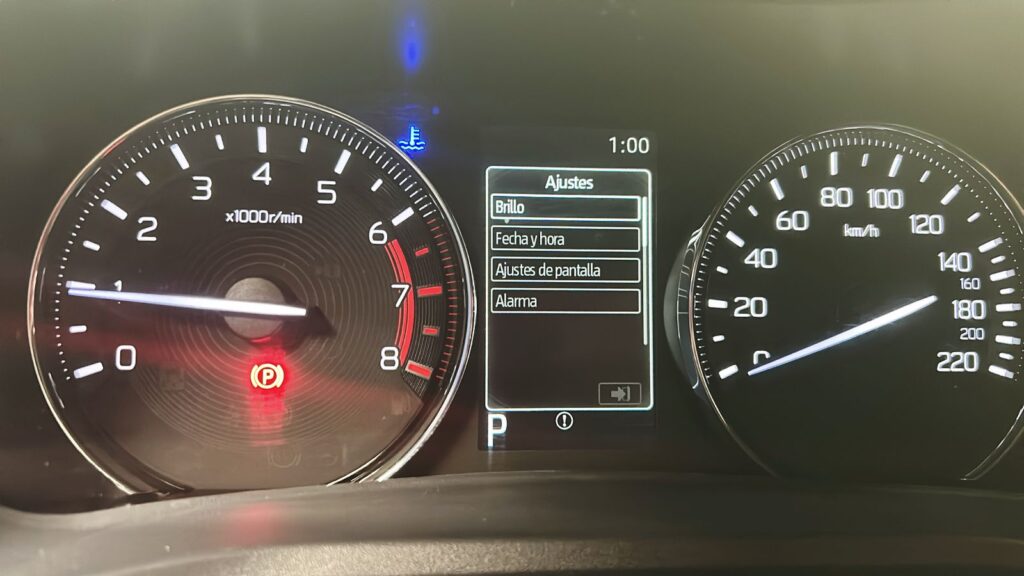 1:00
Ajustes
Brillo
Fecha y hora
Ajustes de pantalla
Alarma
P
x1000r/min
0
1
2
3
4
5
6
7
8
(P)
km/h
0
20
40
60
80
100
120
140
160
180
200
220